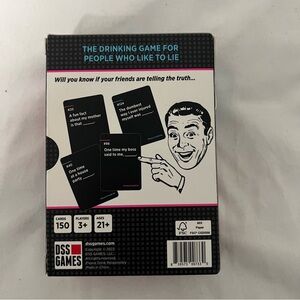 THE DRINKING GAME FOR
PEOPLE WHO LIKE TO LIE
Will you know if your friends are telling the truth...
A fun fact
about my mother
is that
The dumbest
way I ever injured
myself was
One time
at a house
party
One time my boss
said to me
CARDS
150
PLAYERS
3+
AGES
21+
DSS
GAMES
dssgames.com
FSC